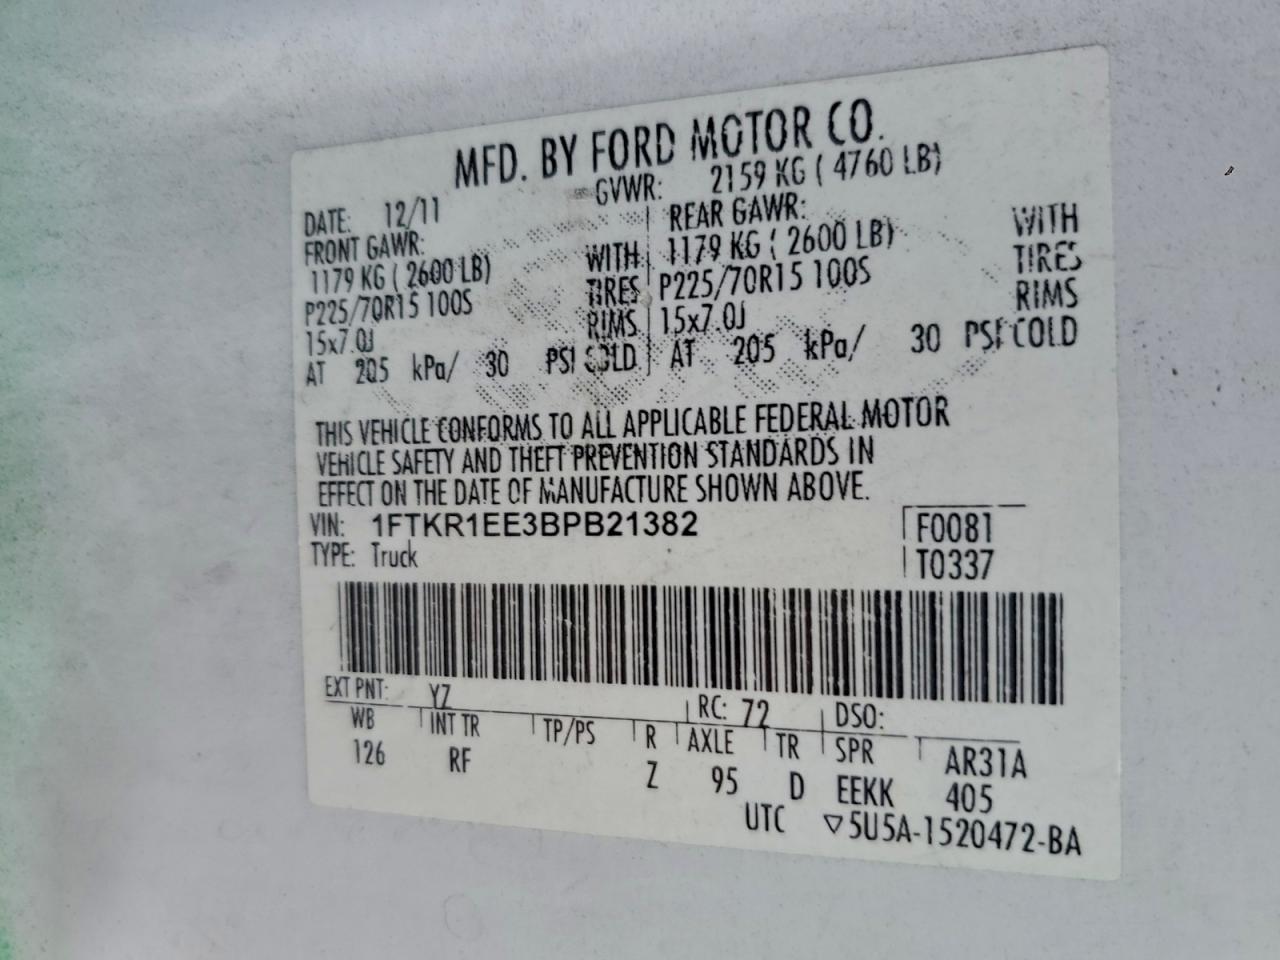 MFD. BY FORD MOTOR CO.
DATE: 12/11 GVWR: 2159 KG ( 4760 LB)
FRONT GAWR: REAR GAWR:
1179 KG ( 2600 LB) WITH 1179 KG ( 2600 LB) WITH
P225/70R15 100S TIRES P225/70R15 100S TIRES
15x7.0J RIMS 15x7.0J RIMS
AT 205 kPa/ 30 PSI COLD AT 205 kPa/ 30 PSI COLD
THIS VEHICLE CONFORMS TO ALL APPLICABLE FEDERAL MOTOR
VEHICLE SAFETY AND THEFT PREVENTION STANDARDS IN
EFFECT ON THE DATE OF MANUFACTURE SHOWN ABOVE.
VIN: 1FTKR1EE3BPB21382 F0081
TYPE: Truck T0337
EXT PNT: YZ RC: 72 DSO:
WB INT TR TP/PS R AXLE TR SPR AR31A
126 RF Z 95 D EEKK 405
UTC ▽5U5A-1520472-BA